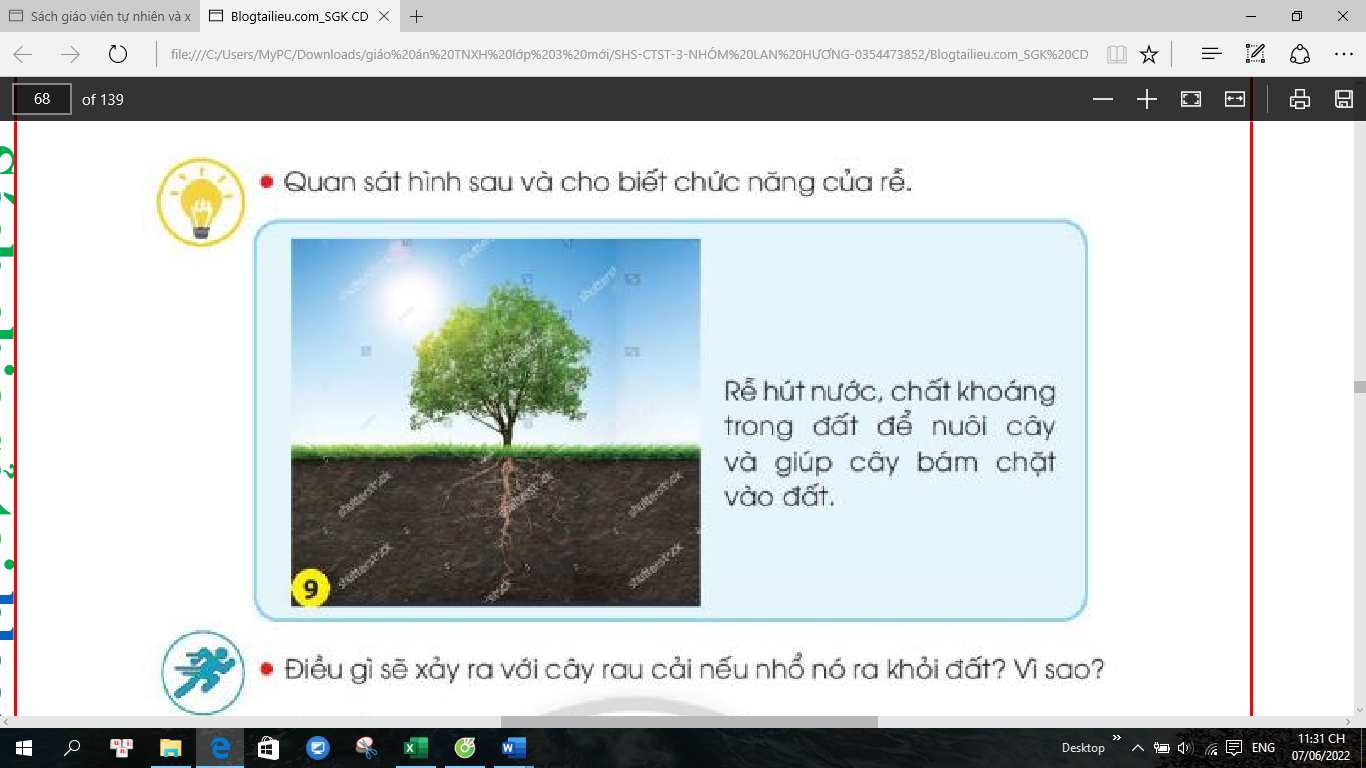 Sách giáo viên tự nhiên và x
Blogtailieu.com_SGK CD
file:///C:/Users/MyPC/Downloads/giáo%20án%20TNXH%20lớp%203%20mới/SHS-CTST-3-NHÓM%20LAN%20HƯƠNG-0354473852/Blogtailieu.com_SGK%20CD
68 of 139
Quan sát hình sau và cho biết chức năng của rễ.
Rễ hút nước, chất khoáng
trong đất để nuôi cây
và giúp cây bám chặt
vào đất.
shutterstock
9
Điều gì sẽ xảy ra với cây rau cải nếu nhổ nó ra khỏi đất? Vì sao?
Desktop
ENG
11:31 CH
07/06/2022